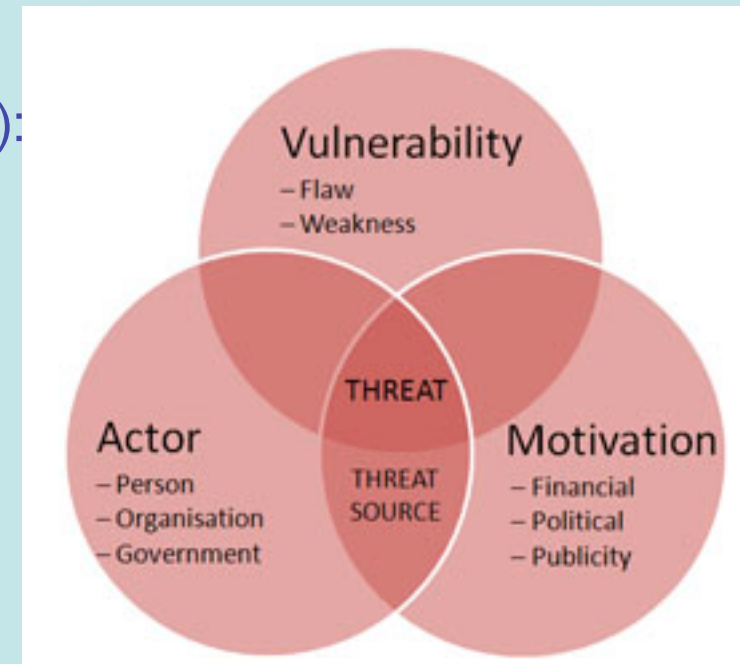 ):
Vulnerability
– Flaw
– Weakness
THREAT
Actor
– Person
– Organisation
– Government
THREAT
SOURCE
Motivation
– Financial
– Political
– Publicity